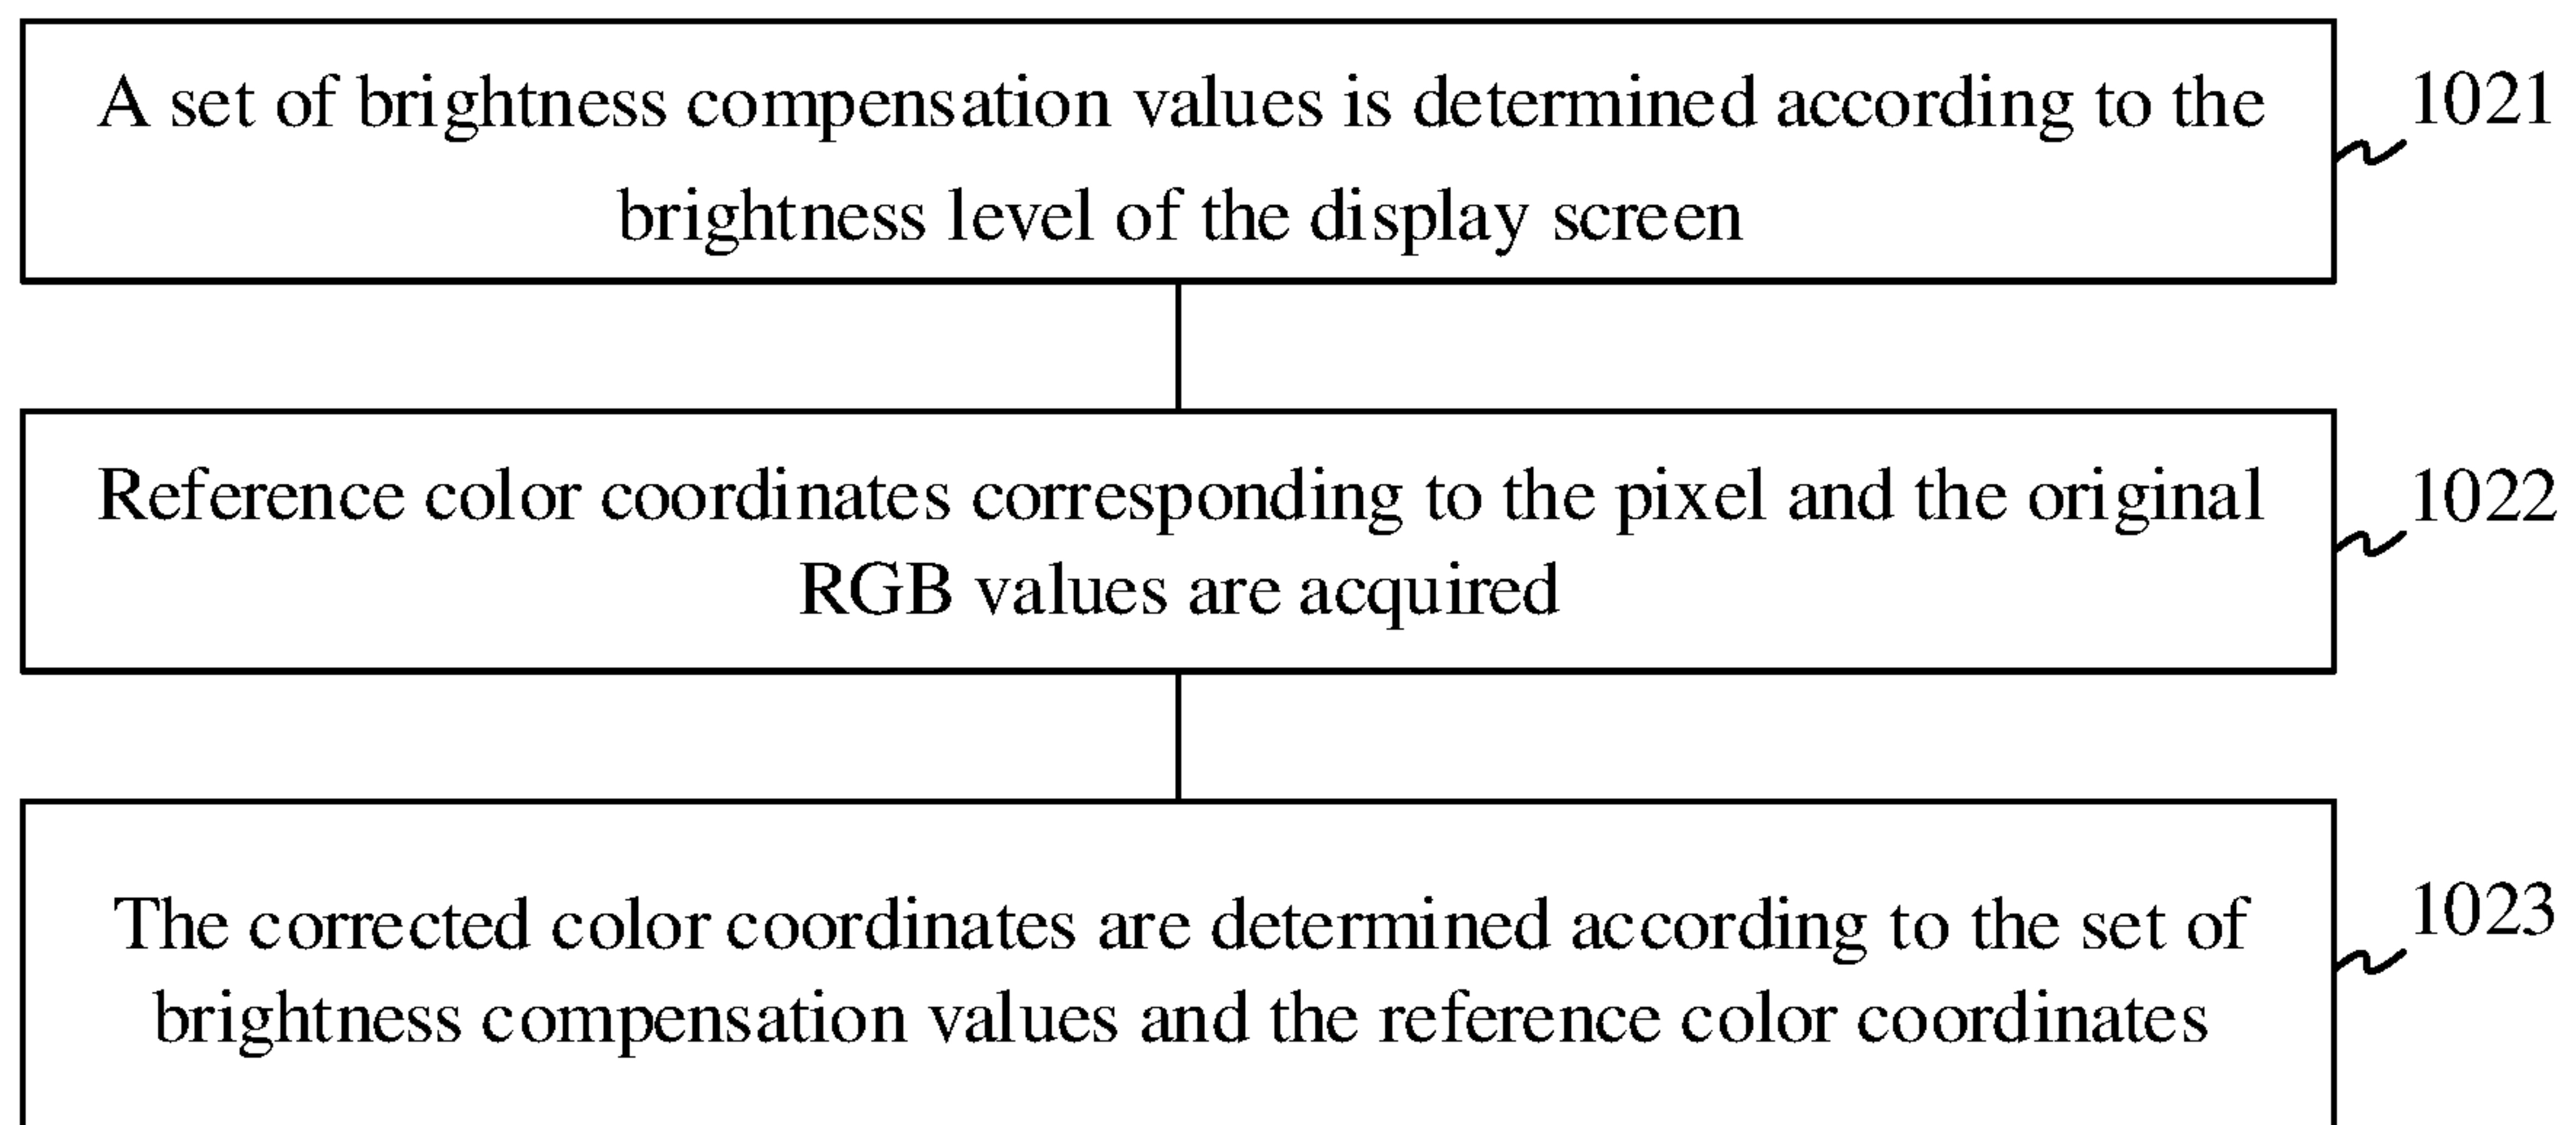 A set of brightness compensation values is determined according to the
brightness level of the display screen
1021
Reference color coordinates corresponding to the pixel and the original
RGB values are acquired
1022
The corrected color coordinates are determined according to the set of
brightness compensation values and the reference color coordinates
1023